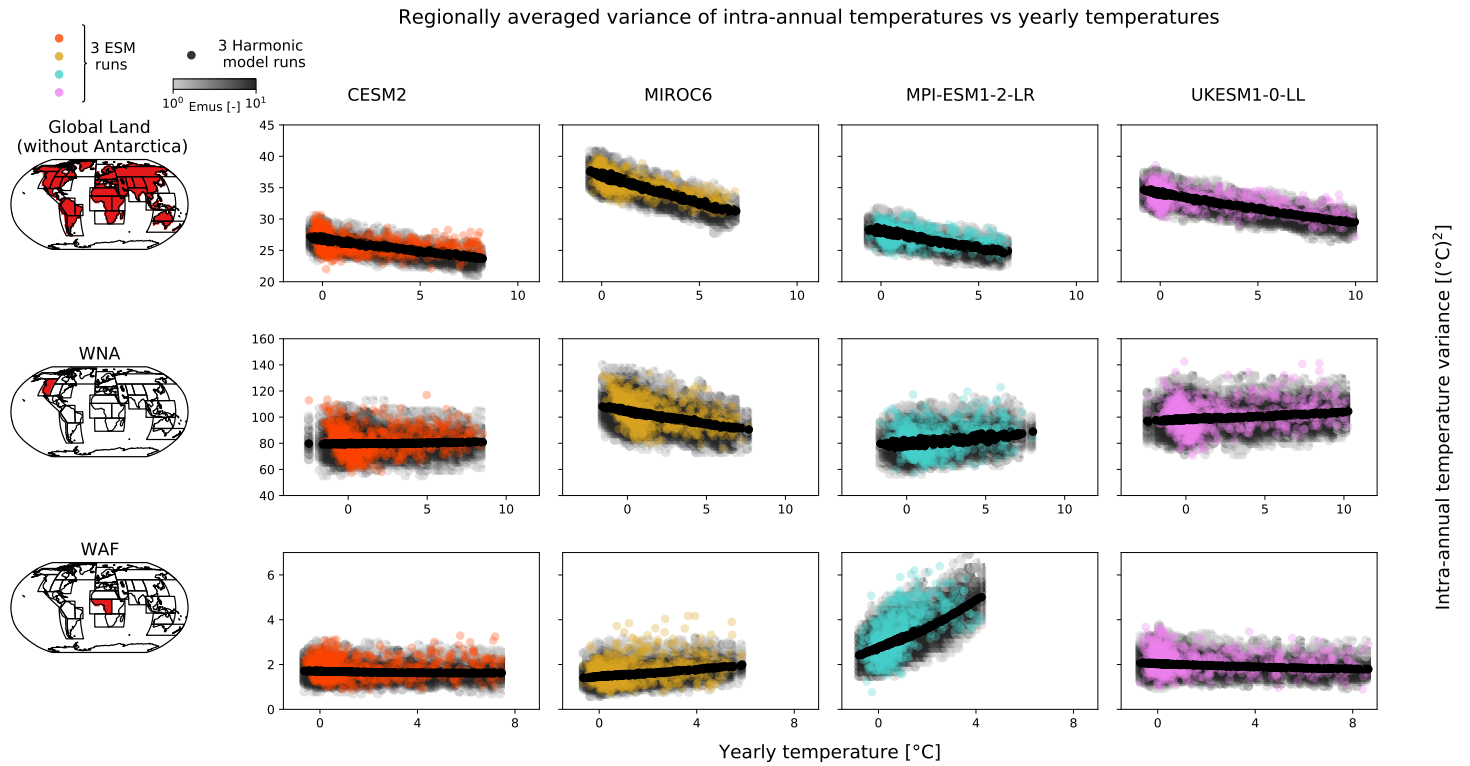 Regionally averaged variance of intra-annual temperatures vs yearly temperatures
3 ESM
runs
3 Harmonic
model runs
10⁰ Emus [-] 10¹
CESM2
MIROC6
MPI-ESM1-2-LR
UKESM1-0-LL
Global Land
(without Antarctica)
45
40
35
30
25
20
0 5 10
0 5 10
0 5 10
0 5 10
WNA
160
140
120
100
80
60
40
0 5 10
0 5 10
0 5 10
0 5 10
WAF
6
4
2
0
0 4 8
0 4 8
0 4 8
0 4 8
Yearly temperature [°C]
Intra-annual temperature variance [(°C)²]